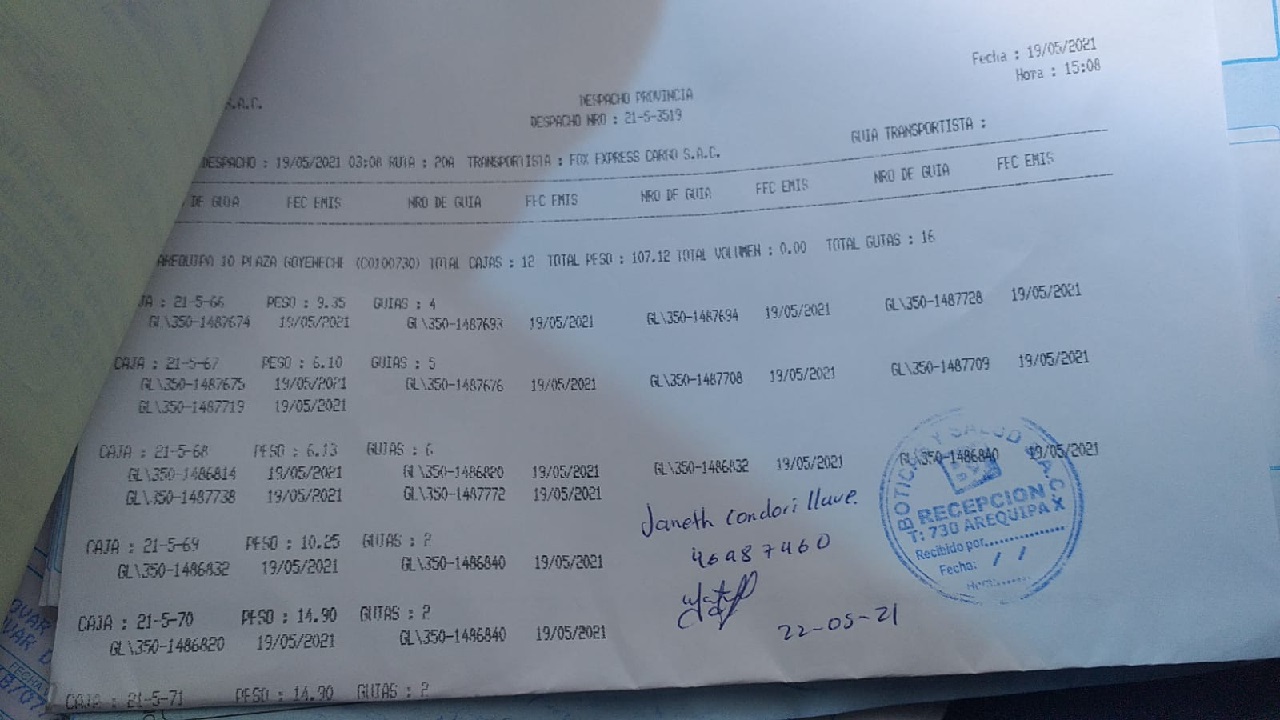 Fecha : 19/05/2021
Hora : 15:08
S.A.C.
DESPACHO PROVINCIA
DESPACHO NRO : 21-5-3519
GUIA TRANSPORTISTA :
DESPACHO : 19/05/2021 03:08 RUTA : 20A TRANSPORTISTA : FOX EXPRESS CARGO S.A.C.
DE GUIA FEC EMIS NRO DE GUIA FEC EMIS NRO DE GUIA FEC EMIS NRO DE GUIA FEC EMIS
AREQUIPA 10 PLAZA GOYENECHE (C0100730) TOTAL CAJAS : 12 TOTAL PESO : 107.12 TOTAL VOLUMEN : 0.00 TOTAL GUIAS : 16
JA : 21-5-66 PESO : 9.35 GUIAS : 4
GL\350-1487674 19/05/2021 GL\350-1487693 19/05/2021 GL\350-1487694 19/05/2021 GL\350-1487728 19/05/2021
CAJA : 21-5-67 PESO : 6.10 GUIAS : 5
GL\350-1487675 19/05/2021 GL\350-1487676 19/05/2021 GL\350-1487708 19/05/2021 GL\350-1487709 19/05/2021
GL\350-1487719 19/05/2021
CAJA : 21-5-68 PESO : 6.13 GUIAS : 6
GL\350-1486814 19/05/2021 GL\350-1486820 19/05/2021 GL\350-1486832 19/05/2021 GL\350-1486840 19/05/2021
GL\350-1487738 19/05/2021 GL\350-1487772 19/05/2021
CAJA : 21-5-69 PESO : 10.25 GUIAS : 2
GL\350-1486832 19/05/2021 GL\350-1486840 19/05/2021
CAJA : 21-5-70 PESO : 14.90 GUIAS : 2
GL\350-1486820 19/05/2021 GL\350-1486840 19/05/2021
CAJA : 21-5-71 PESO : 14.90 GUIAS : 2
Janeth Condori Llave.
46a87460
22-05-21
BOTICA Y SALUD S.A.C.
RECEPCION
T: 730 AREQUIPA X
Recibido por
Fecha: / /